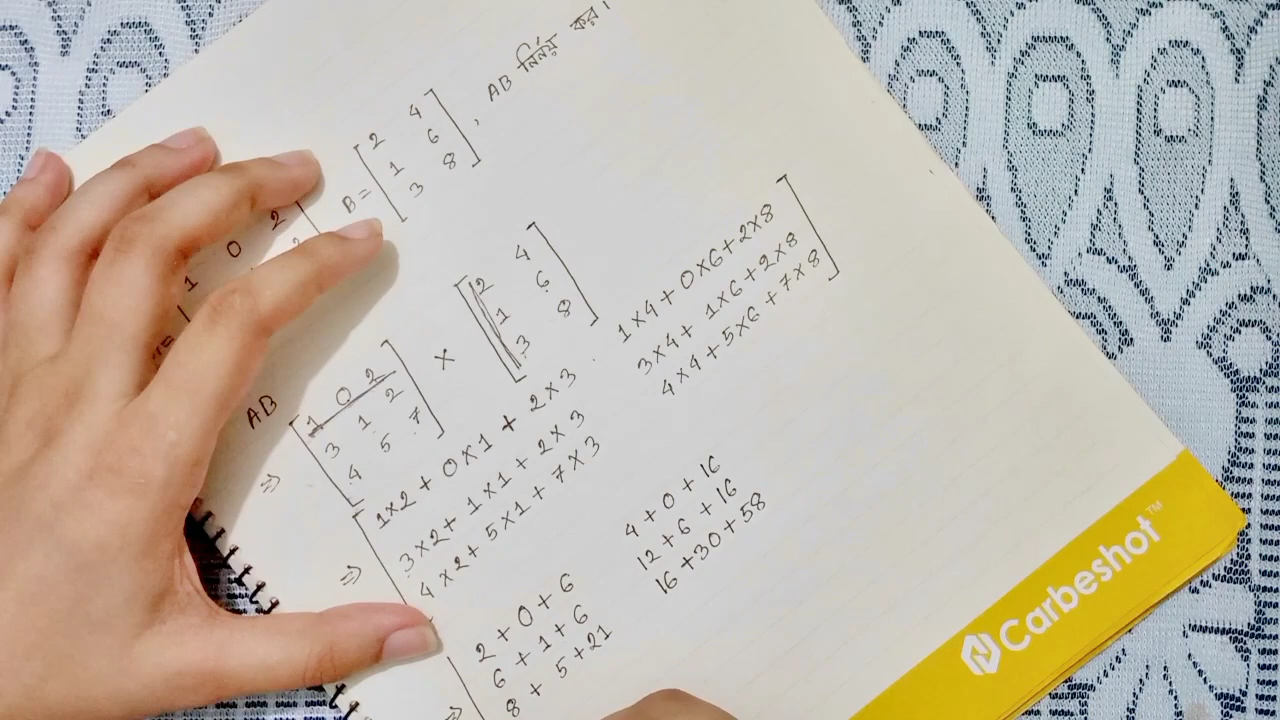 B = [ 2 4 ] , AB নির্নয় কর।
1 6
3 8
1 0 2
2
=
AB
⇒ [ 1 0 2 ] × [ 2 4 ]
3 1 2 1 6
4 5 7 3 8
⇒ [ 1×2 + 0×1 + 2×3 . 1×4 + 0×6 + 2×8 ]
3×2 + 1×1 + 2×3 3×4 + 1×6 + 2×8
4×2 + 5×1 + 7×3 4×4 + 5×6 + 7×8
⇒ [ 2 + 0 + 6 4 + 0 + 16
6 + 1 + 6 12 + 6 + 16
8 + 5 + 21 16 + 30 + 58
Carbeshot™